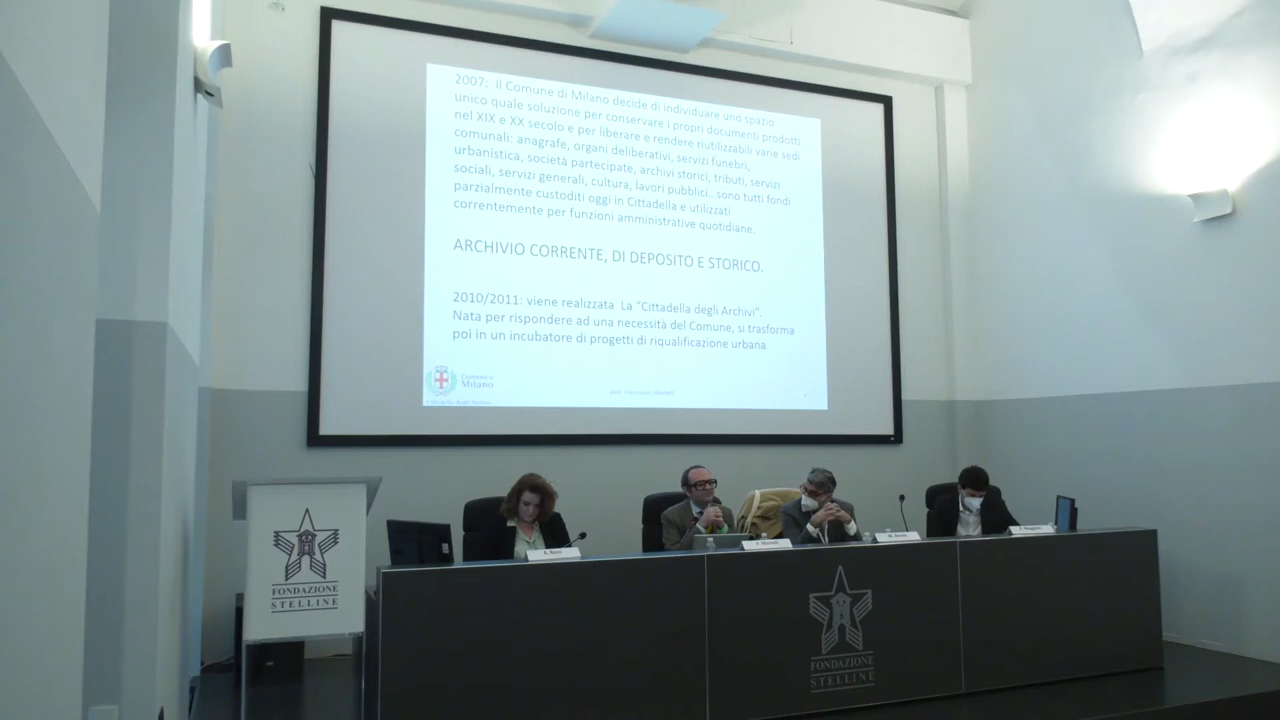 2007: Il Comune di Milano decide di individuare uno spazio
unico quale soluzione per conservare i propri documenti prodotti
nel XIX e XX secolo e per liberare e rendere riutilizzabili varie sedi
comunali: anagrafe, organi deliberativi, servizi funebri,
urbanistica, società partecipate, archivi storici, tributi, servizi
sociali, servizi generali, cultura, lavori pubblici...sono tutti fondi
parzialmente custoditi oggi in Cittadella e utilizzati
correntemente per funzioni amministrative quotidiane.
ARCHIVIO CORRENTE, DI DEPOSITO E STORICO.
2010/2011: viene realizzata La "Cittadella degli Archivi".
Nata per rispondere ad una necessità del Comune, si trasforma
poi in un incubatore di progetti di riqualificazione urbana.
Comune di
Milano
FONDAZIONE
STELLINE
FONDAZIONE
STELLINE